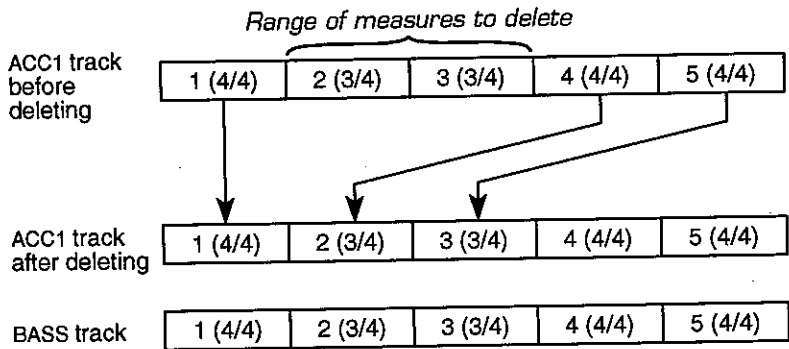 Range of measures to delete
ACC1 track
before
deleting
1 (4/4) 2 (3/4) 3 (3/4) 4 (4/4) 5 (4/4)
ACC1 track
after deleting
1 (4/4) 2 (3/4) 3 (3/4) 4 (4/4) 5 (4/4)
BASS track
1 (4/4) 2 (3/4) 3 (3/4) 4 (4/4) 5 (4/4)